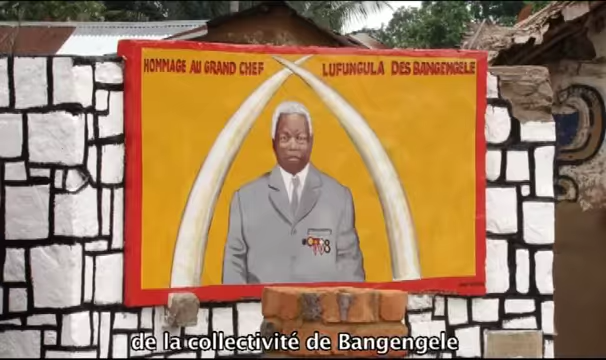 HOMMAGE AU GRAND CHEF LUFUNGULA DES BANGENGELE
de la collectivité de Bangengele